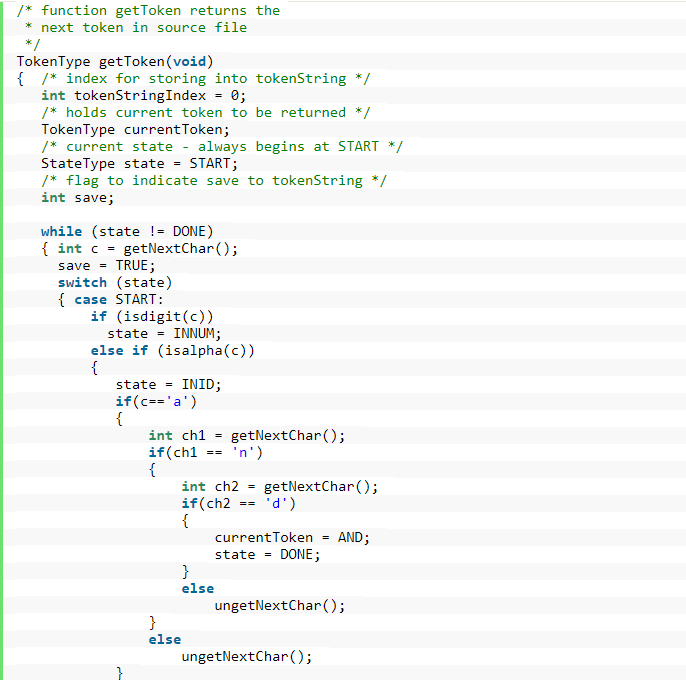 /* function getToken returns the
 * next token in source file
 */
TokenType getToken(void)
{  /* index for storing into tokenString */
   int tokenStringIndex = 0;
   /* holds current token to be returned */
   TokenType currentToken;
   /* current state - always begins at START */
   StateType state = START;
   /* flag to indicate save to tokenString */
   int save;

   while (state != DONE)
   { int c = getNextChar();
     save = TRUE;
     switch (state)
     { case START:
         if (isdigit(c))
           state = INNUM;
         else if (isalpha(c))
         {
            state = INID;
            if(c=='a')
            {
                int ch1 = getNextChar();
                if(ch1 == 'n')
                {
                    int ch2 = getNextChar();
                    if(ch2 == 'd')
                    {
                        currentToken = AND;
                        state = DONE;
                    }
                    else
                        ungetNextChar();
                }
                else
                    ungetNextChar();
            }